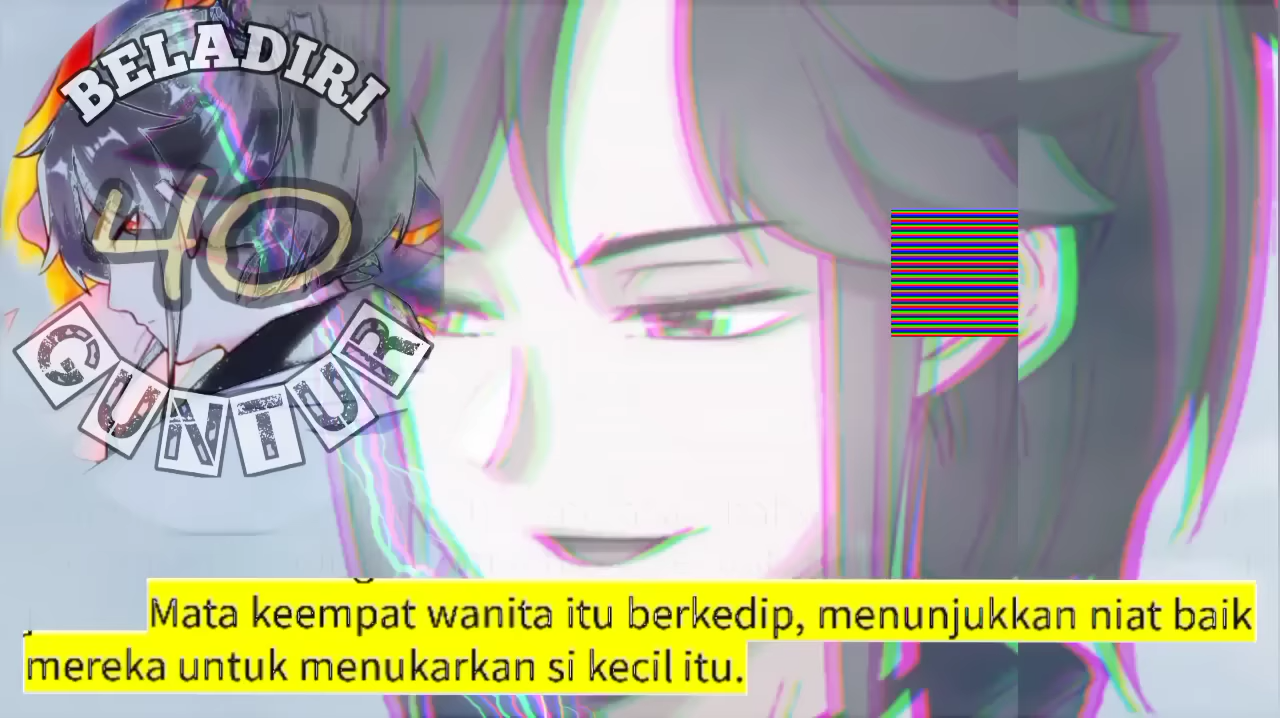 BELADIRI
40
GUNTUR
Mata keempat wanita itu berkedip, menunjukkan niat baik
mereka untuk menukarkan si kecil itu.